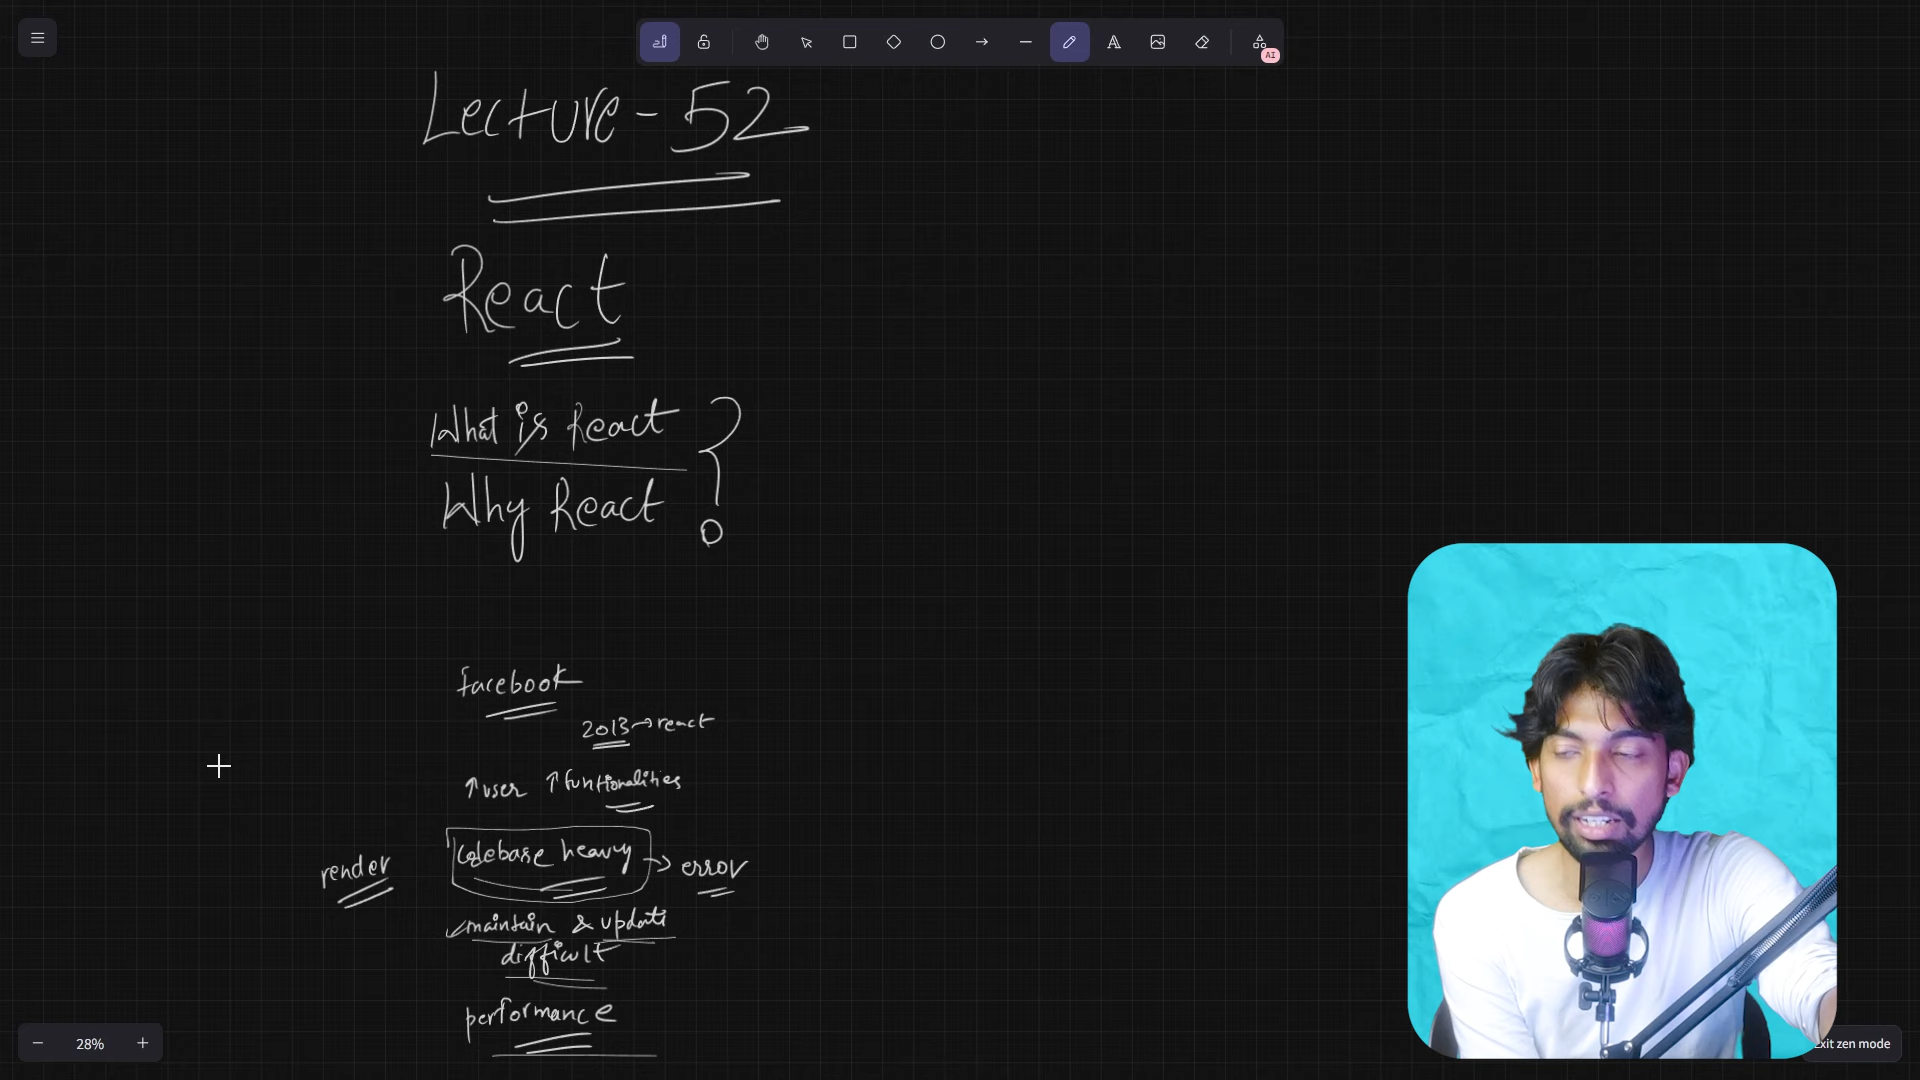 AI
Lecture - 52
React
What is React
Why React ?
facebook
2013 → react
↑ user ↑ funtionalities
render
codebase heavy → error
maintain & update
difficult
performance
28%
Exit zen mode